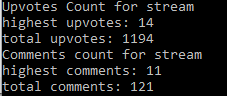 Upvotes Count for stream
highest upvotes: 14
total upvotes: 1194
Comments count for stream
highest comments: 11
total comments: 121